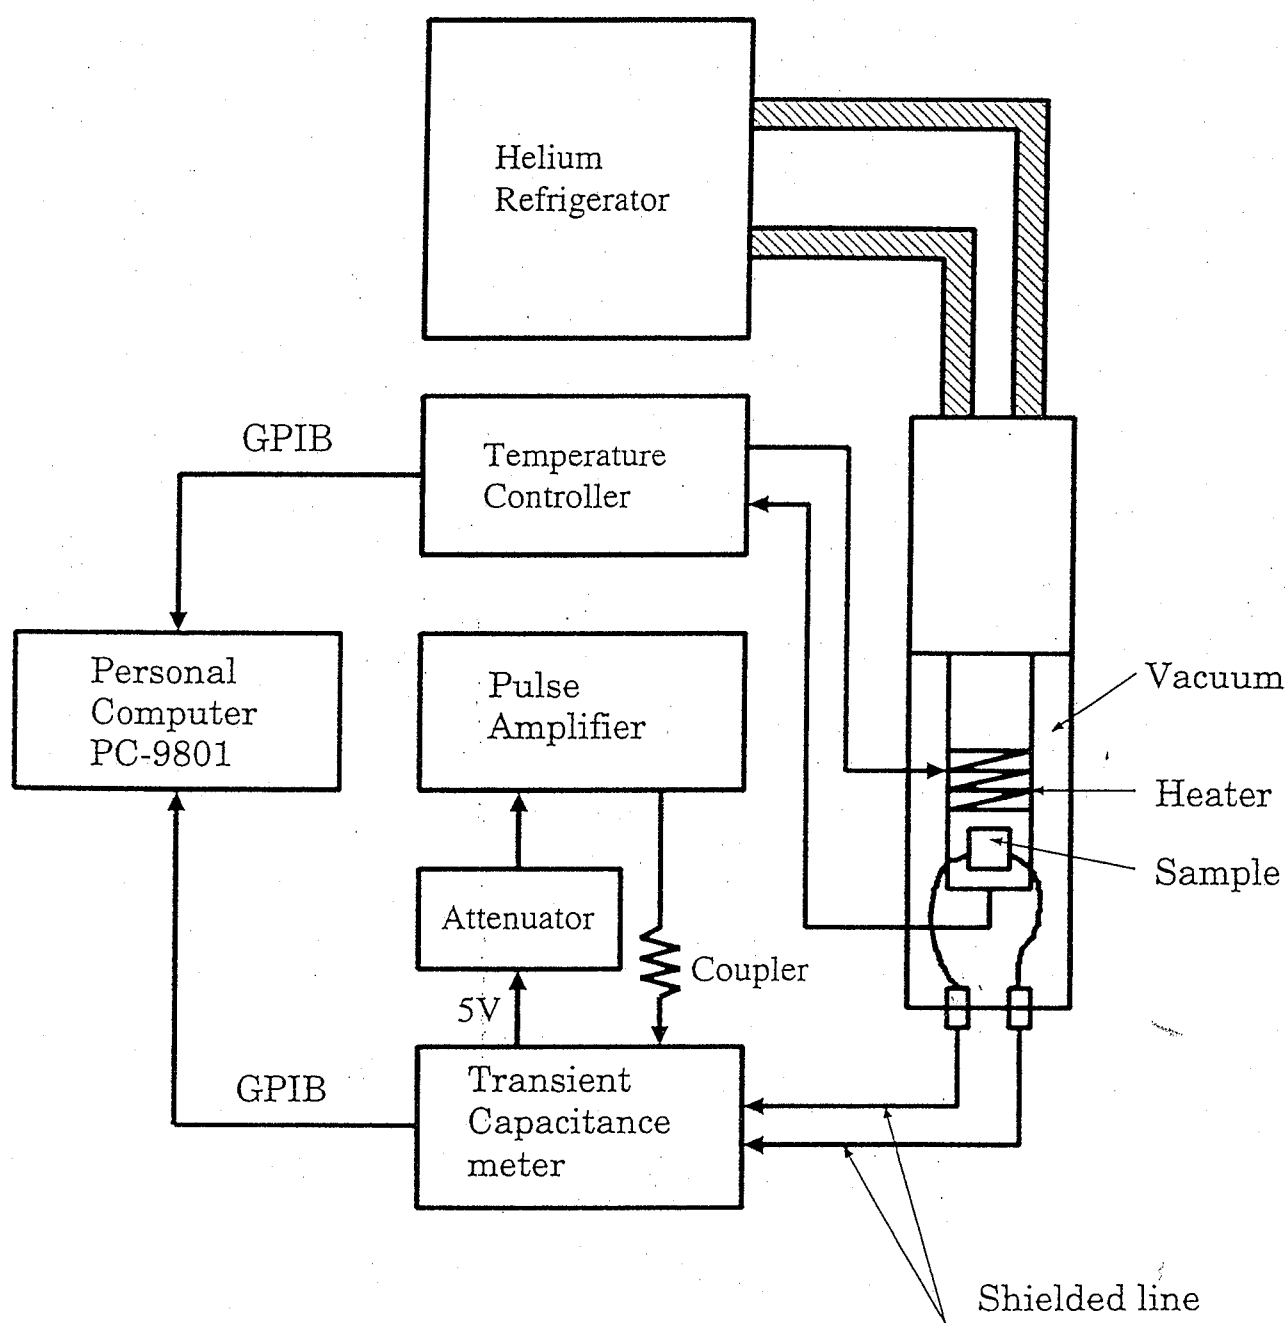 Helium
Refrigerator
GPIB
Temperature
Controller
Personal
Computer
PC-9801
Pulse
Amplifier
Vacuum
Heater
Sample
Attenuator
Coupler
5V
GPIB
Transient
Capacitance
meter
Shielded line